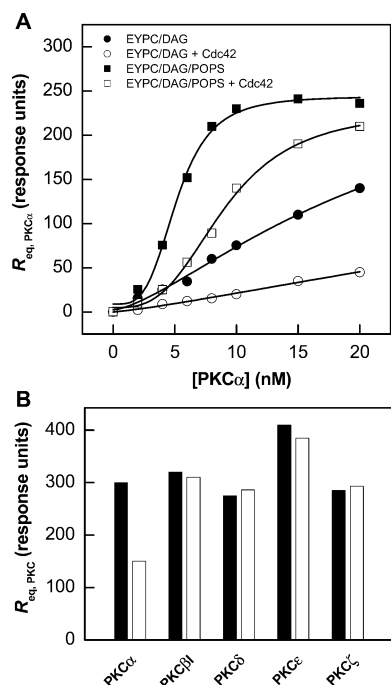 A
EYPC/DAG
EYPC/DAG + Cdc42
EYPC/DAG/POPS
EYPC/DAG/POPS + Cdc42
300
250
200
150
100
50
0
Req, PKCα (response units)
0 5 10 15 20
[PKCα] (nM)
B
400
300
200
100
0
Req, PKC (response units)
PKCα PKCβI PKCδ PKCε PKCζ